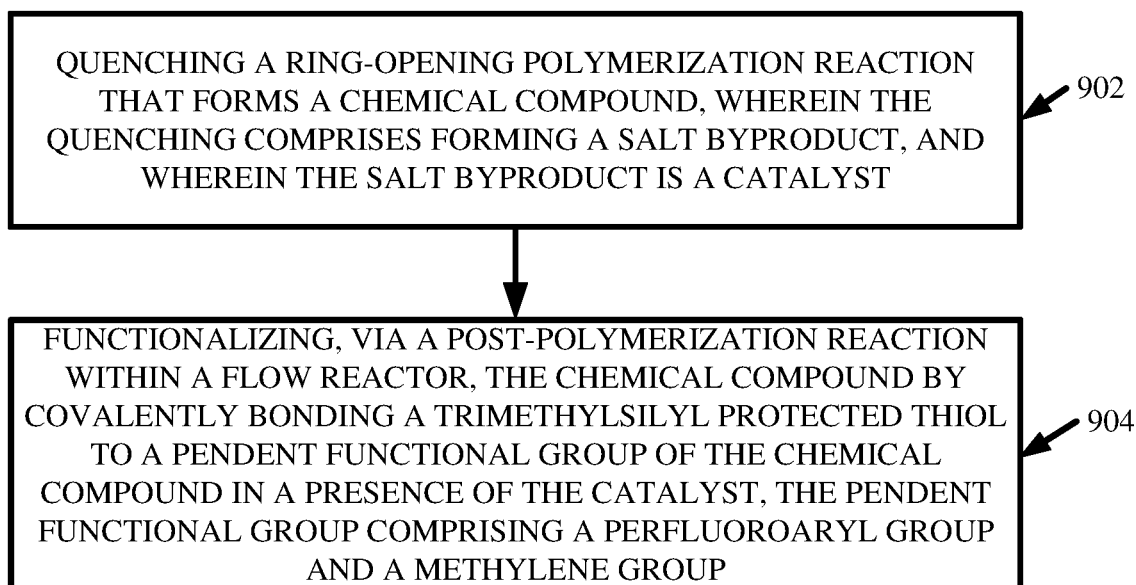 QUENCHING A RING-OPENING POLYMERIZATION REACTION
THAT FORMS A CHEMICAL COMPOUND, WHEREIN THE
QUENCHING COMPRISES FORMING A SALT BYPRODUCT, AND
WHEREIN THE SALT BYPRODUCT IS A CATALYST
902
FUNCTIONALIZING, VIA A POST-POLYMERIZATION REACTION
WITHIN A FLOW REACTOR, THE CHEMICAL COMPOUND BY
COVALENTLY BONDING A TRIMETHYLSILYL PROTECTED THIOL
TO A PENDENT FUNCTIONAL GROUP OF THE CHEMICAL
COMPOUND IN A PRESENCE OF THE CATALYST, THE PENDENT
FUNCTIONAL GROUP COMPRISING A PERFLUOROARYL GROUP
AND A METHYLENE GROUP
904